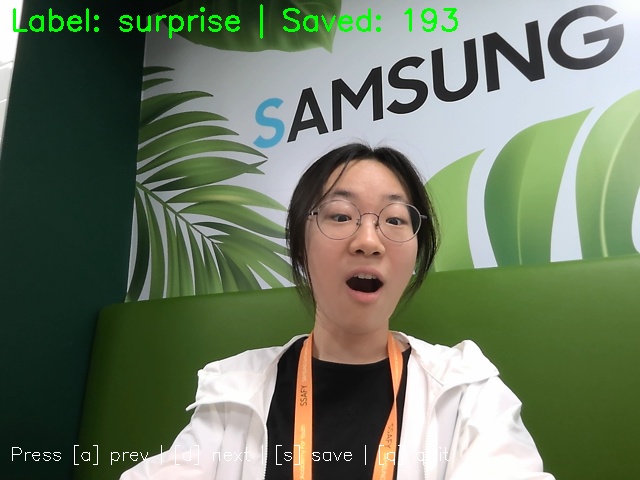 Label: surprise | Saved: 193
SAMSUNG
SSAFY
Press [a] prev | [d] next | [s] save | [q] quit